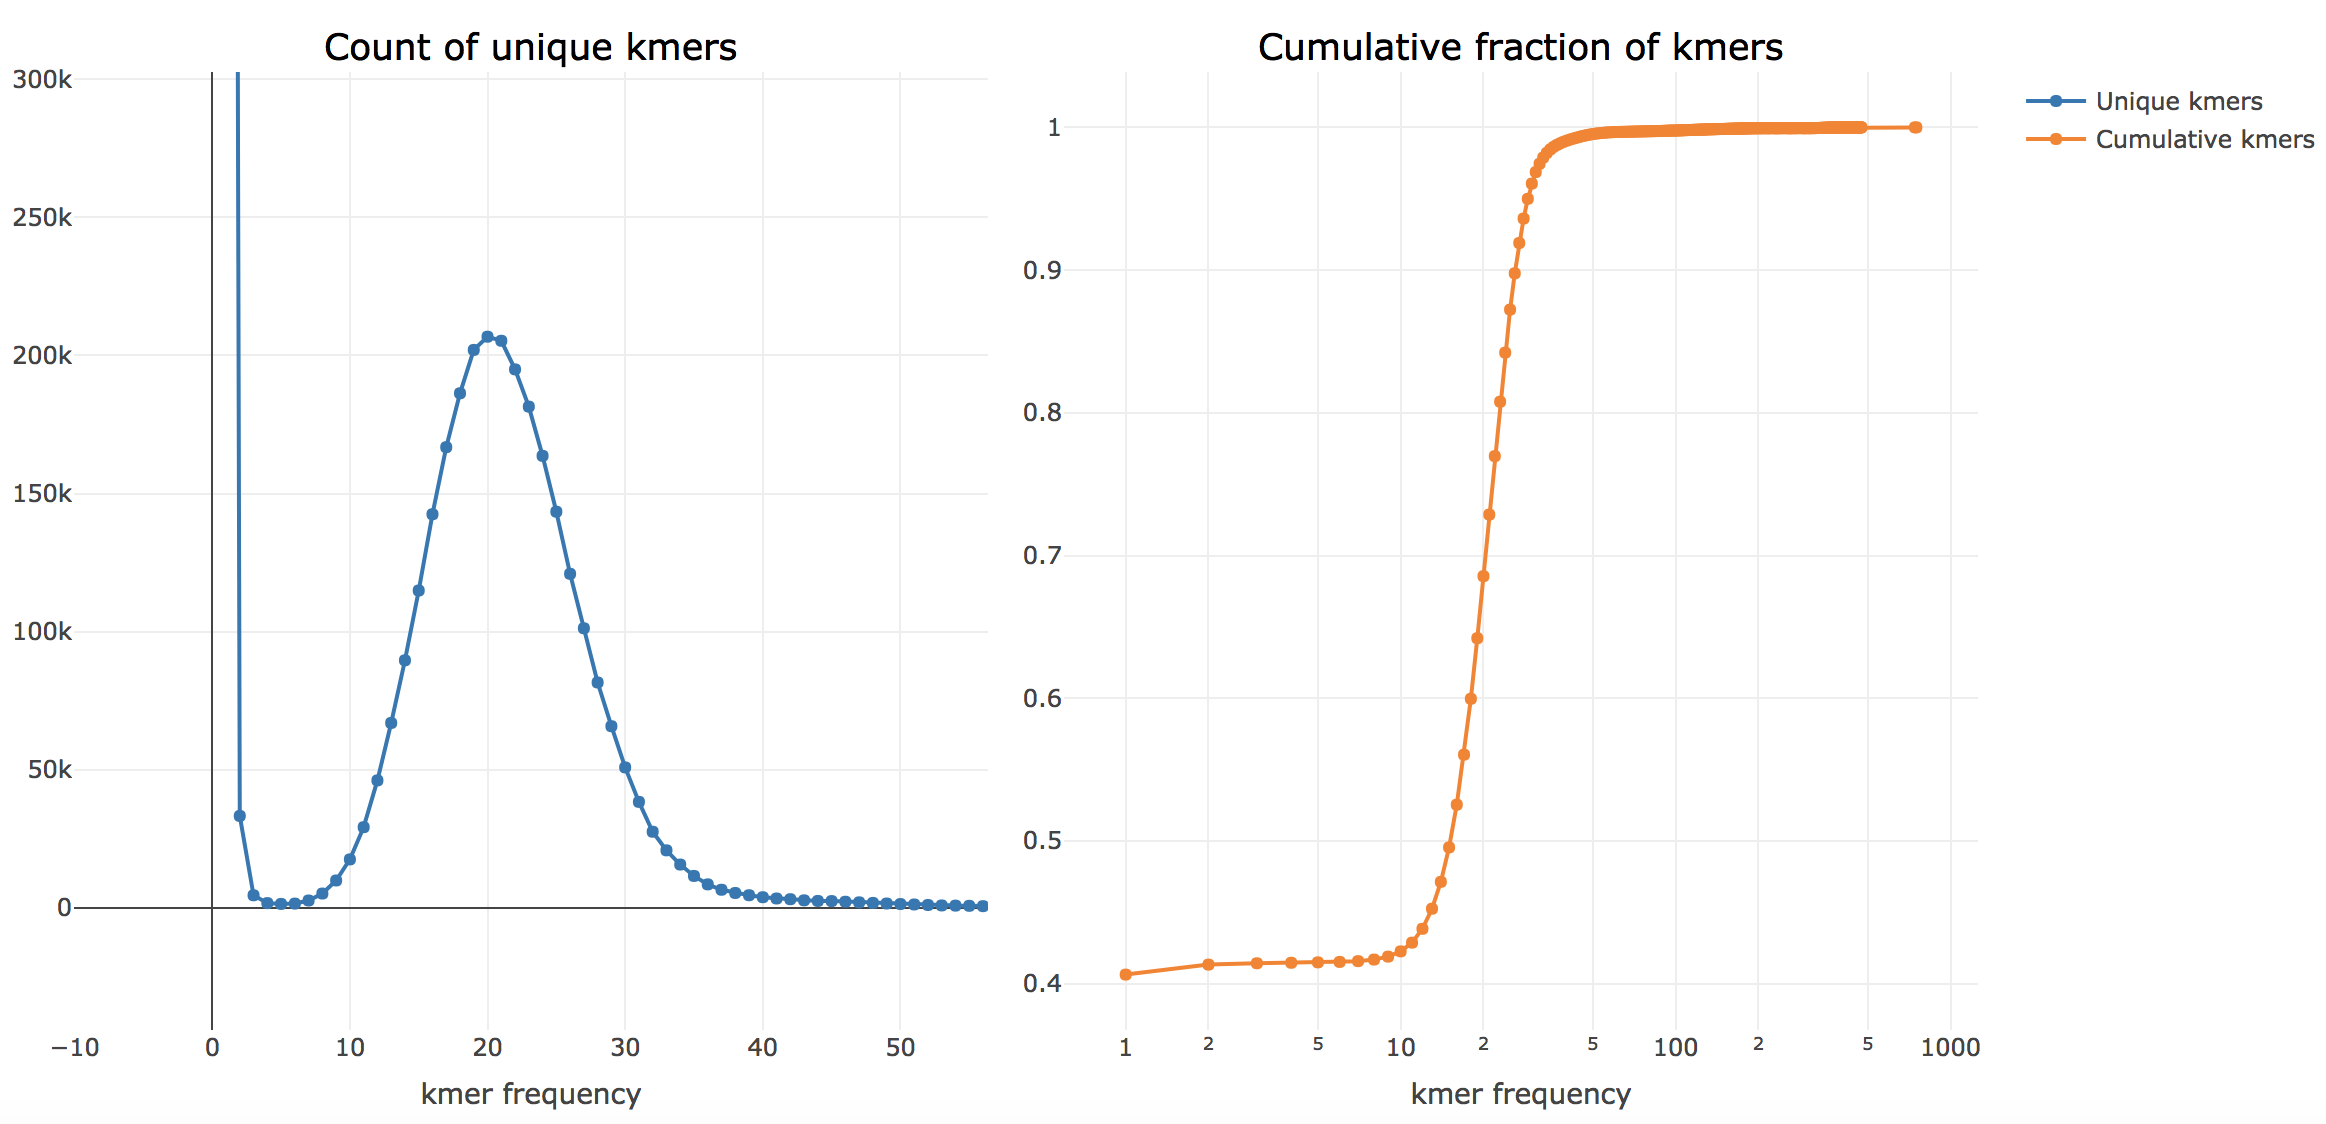 Count of unique kmers
300k
250k
200k
150k
100k
50k
0
−10 0 10 20 30 40 50
kmer frequency
Cumulative fraction of kmers
1
0.9
0.8
0.7
0.6
0.5
0.4
1 2 5 10 2 5 100 2 5 1000
kmer frequency
Unique kmers
Cumulative kmers